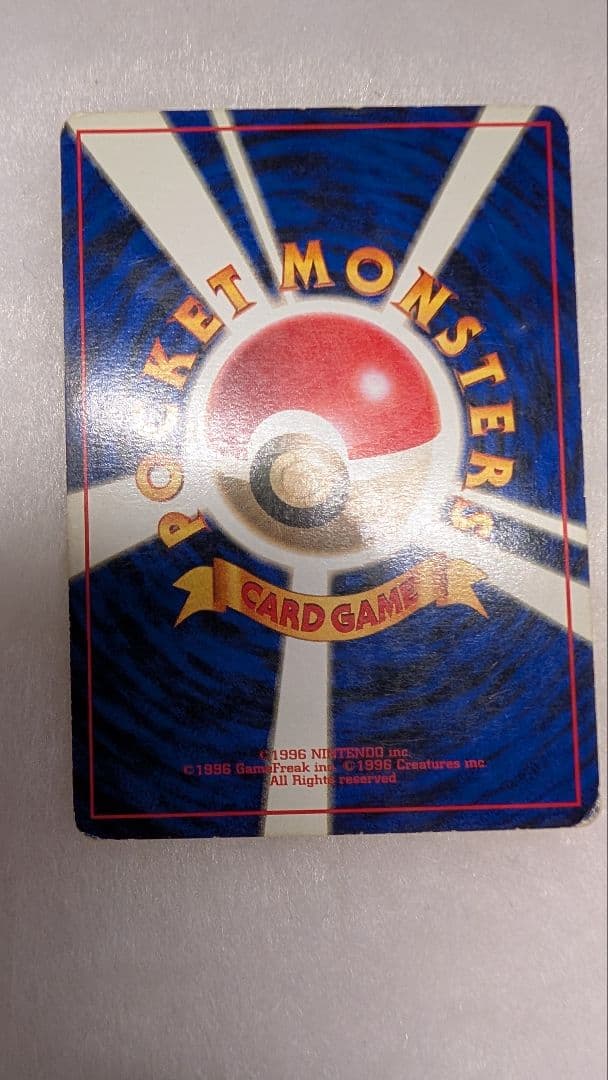 POCKET MONSTERS
CARD GAME
©1996 NINTENDO inc.
©1996 GameFreak inc. ©1996 Creatures inc.
All Rights reserved